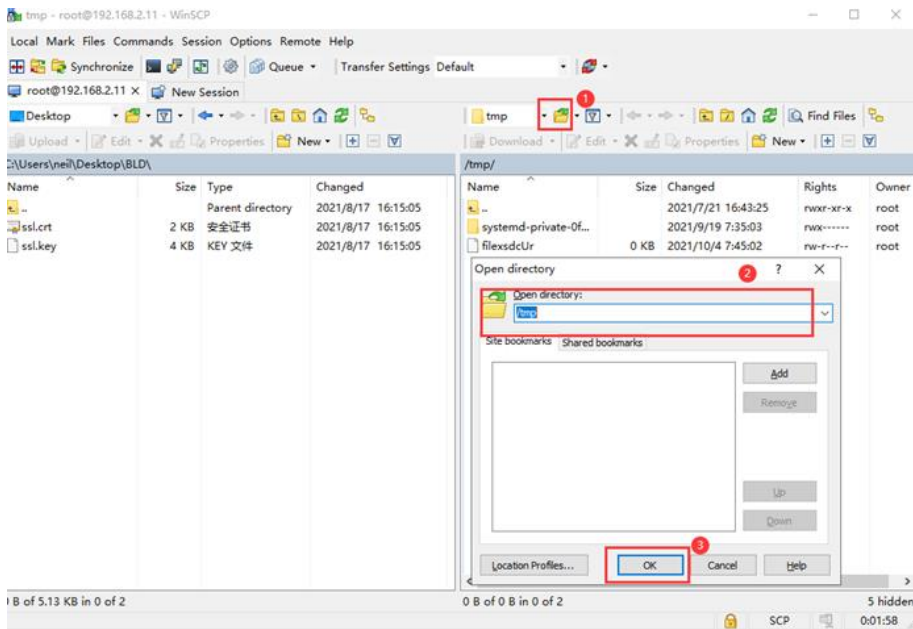 tmp - root@192.168.2.11 - WinSCP
Local Mark Files Commands Session Options Remote Help
Synchronize Queue Transfer Settings Default
root@192.168.2.11 × New Session
1
Desktop
tmp Find Files
Upload Edit Properties New
Download Edit Properties New
C:\Users\neil\Desktop\BLD\
/tmp/
Name Size Type Changed
.. Parent directory 2021/8/17 16:15:05
ssl.crt 2 KB 安全证书 2021/8/17 16:15:05
ssl.key 4 KB KEY 文件 2021/8/17 16:15:05
Name Size Changed Rights Owner
.. 2021/7/21 16:43:25 rwxr-xr-x root
systemd-private-0f... 2021/9/19 7:35:03 rwx------ root
filexsdcUr 0 KB 2021/10/4 7:45:02 rw-r--r-- root
Open directory 2 ?
Open directory:
/tmp
Site bookmarks Shared bookmarks
Add
Remove
Up
Down
3
Location Profiles... OK Cancel Help
B of 5.13 KB in 0 of 2
0 B of 0 B in 0 of 2 5 hidden
SCP 0:01:58